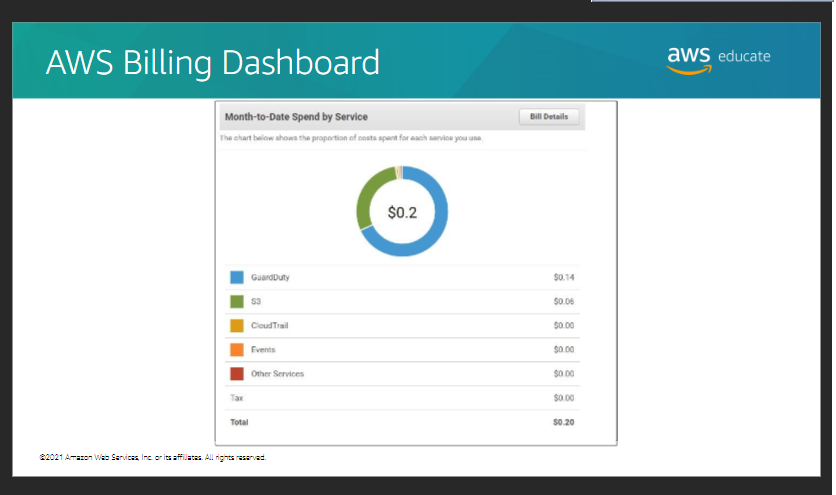 AWS Billing Dashboard
aws educate
Month-to-Date Spend by Service
Bill Details
The chart below shows the proportion of costs spent for each service you use.
$0.2
GuardDuty $0.14
S3 $0.06
CloudTrail $0.00
Events $0.00
Other Services $0.00
Tax $0.00
Total $0.20
©2021 Amazon Web Services, Inc. or its affiliates. All rights reserved.